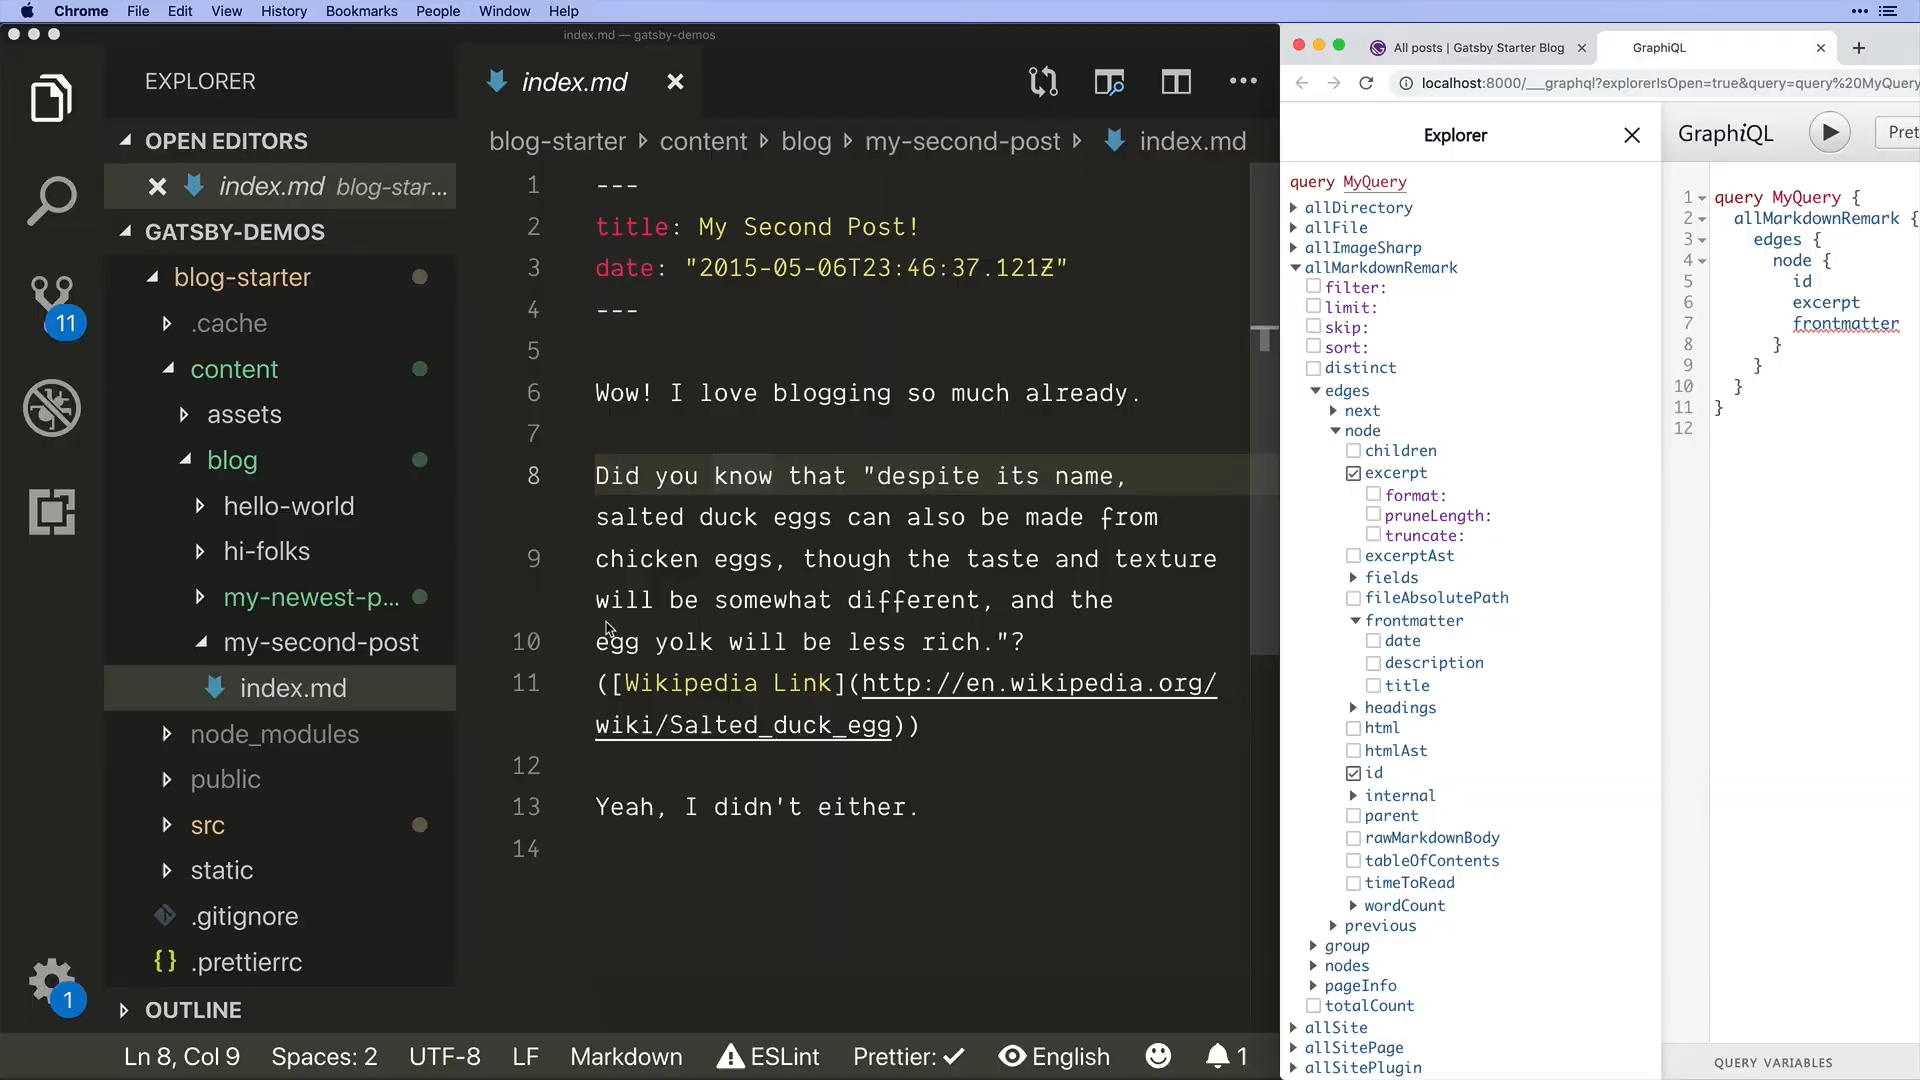 Chrome File Edit View History Bookmarks People Window Help
index.md — gatsby-demos
EXPLORER
OPEN EDITORS
index.md blog-star...
GATSBY-DEMOS
blog-starter
.cache
content
assets
blog
hello-world
hi-folks
my-newest-p...
my-second-post
index.md
node_modules
public
src
static
.gitignore
{} .prettierrc
OUTLINE
11
1
index.md
blog-starter content blog my-second-post index.md
1 ---
2 title: My Second Post!
3 date: "2015-05-06T23:46:37.121Z"
4 ---
5
6 Wow! I love blogging so much already.
7
8 Did you know that "despite its name,
salted duck eggs can also be made from
9 chicken eggs, though the taste and texture
will be somewhat different, and the
10 egg yolk will be less rich."?
11 ([Wikipedia Link](http://en.wikipedia.org/
wiki/Salted_duck_egg))
12
13 Yeah, I didn't either.
14
Ln 8, Col 9 Spaces: 2 UTF-8 LF Markdown ESLint Prettier: English 1
All posts | Gatsby Starter Blog
GraphiQL
localhost:8000/___graphql?explorerIsOpen=true&query=query%20MyQuery
Explorer
query MyQuery
allDirectory
allFile
allImageSharp
allMarkdownRemark
filter:
limit:
skip:
sort:
distinct
edges
next
node
children
excerpt
format:
pruneLength:
truncate:
excerptAst
fields
fileAbsolutePath
frontmatter
date
description
title
headings
html
htmlAst
id
internal
parent
rawMarkdownBody
tableOfContents
timeToRead
wordCount
previous
group
nodes
pageInfo
totalCount
allSite
allSitePage
allSitePlugin
GraphiQL
Pret
1 query MyQuery {
2 allMarkdownRemark {
3 edges {
4 node {
5 id
6 excerpt
7 frontmatter
8 }
9 }
10 }
11 }
12
QUERY VARIABLES